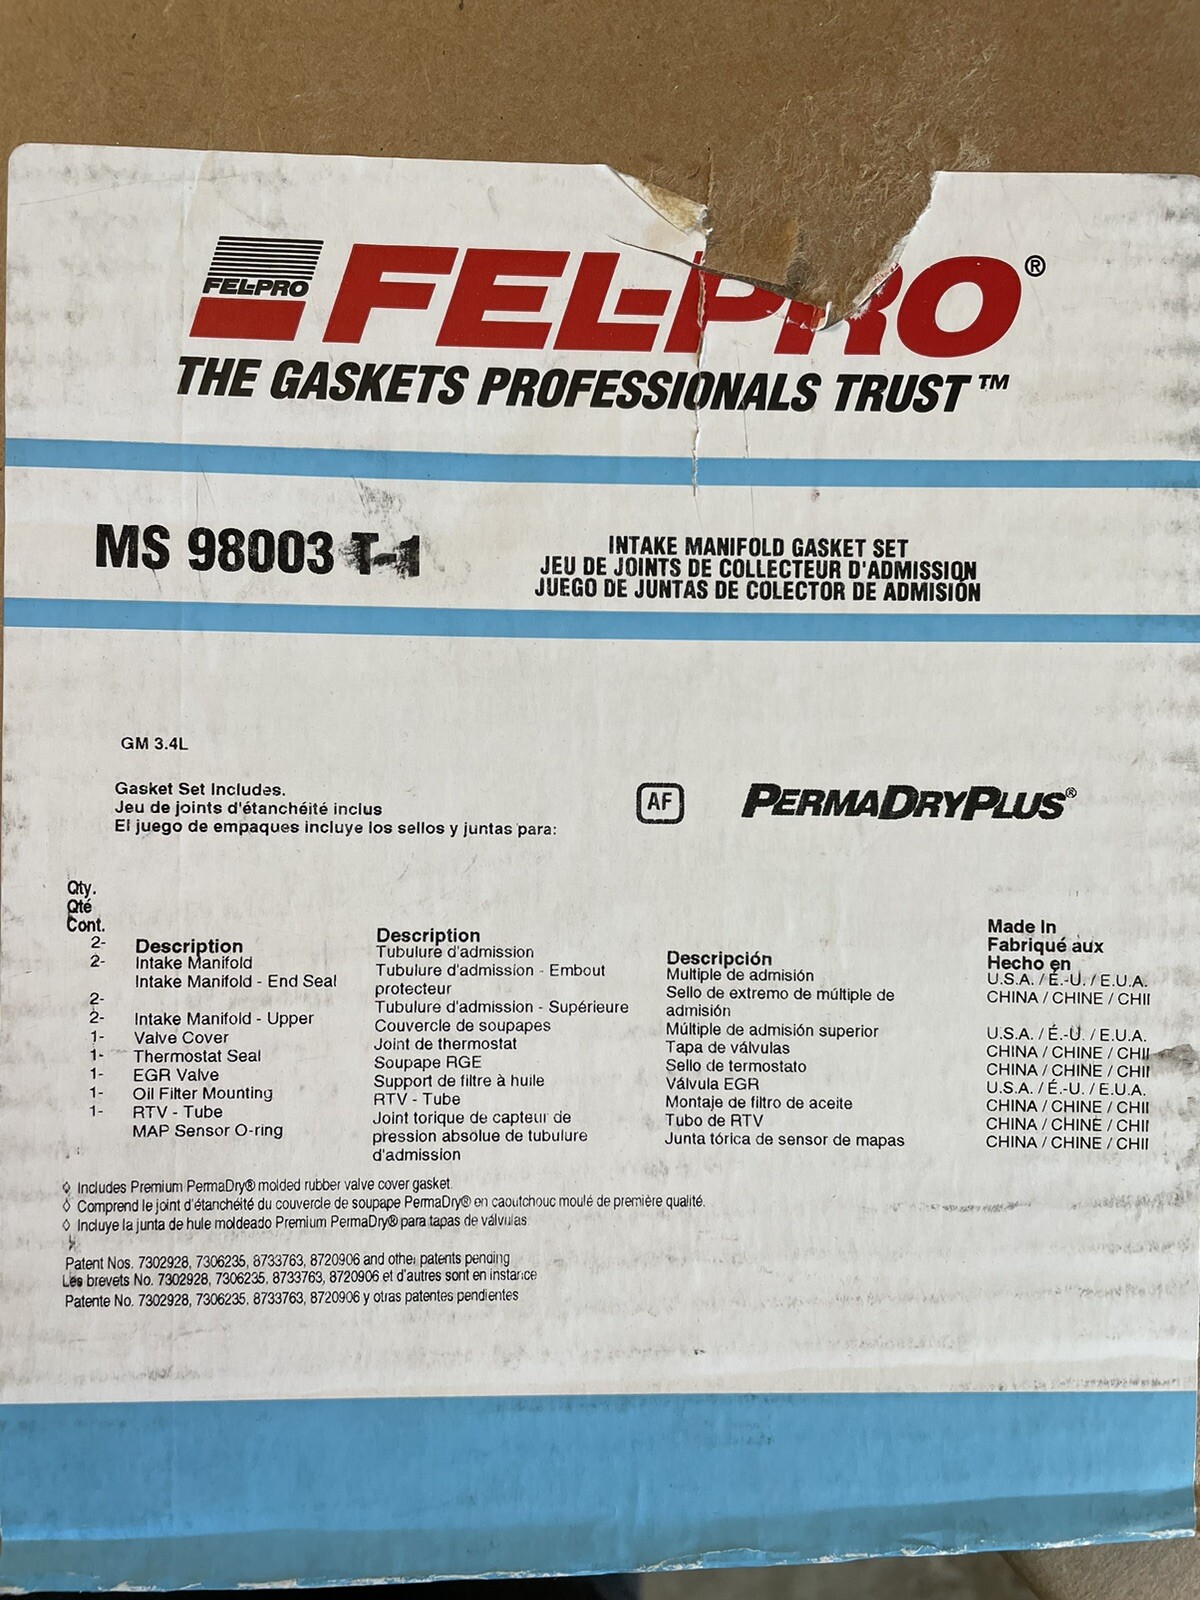 FEL-PRO
FEL-PRO®
THE GASKETS PROFESSIONALS TRUST™
MS 98003 T-1
INTAKE MANIFOLD GASKET SET
JEU DE JOINTS DE COLLECTEUR D'ADMISSION
JUEGO DE JUNTAS DE COLECTOR DE ADMISIÓN
GM 3.4L
Gasket Set Includes.
Jeu de joints d'étanchéité inclus
El juego de empaques incluye los sellos y juntas para:
AF
PERMADRYPLUS®
Qty.
Qté
Cont.
2-
2-
2-
2-
1-
1-
1-
1-
1-
Description
Intake Manifold
Intake Manifold - End Seal
Intake Manifold - Upper
Valve Cover
Thermostat Seal
EGR Valve
Oil Filter Mounting
RTV - Tube
MAP Sensor O-ring
Description
Tubulure d'admission
Tubulure d'admission - Embout
protecteur
Tubulure d'admission - Supérieure
Couvercle de soupapes
Joint de thermostat
Soupape RGE
Support de filtre à huile
RTV - Tube
Joint torique de capteur de
pression absolue de tubulure
d'admission
Descripción
Multiple de admisión
Sello de extremo de múltiple de
admisión
Múltiple de admisión superior
Tapa de válvulas
Sello de termostato
Válvula EGR
Montaje de filtro de aceite
Tubo de RTV
Junta tórica de sensor de mapas
Made In
Fabriqué aux
Hecho en
U.S.A. / É.-U. / E.U.A.
CHINA / CHINE / CHII
U.S.A. / É.-U. / E.U.A.
CHINA / CHINE / CHII
CHINA / CHINE / CHII
U.S.A. / É.-U. / E.U.A.
CHINA / CHINE / CHII
CHINA / CHINE / CHII
CHINA / CHINE / CHII
◊ Includes Premium PermaDry® molded rubber valve cover gasket.
◊ Comprend le joint d'étanchéité du couvercle de soupape PermaDry® en caoutchouc moulé de première qualité.
◊ Incluye la junta de hule moldeado Premium PermaDry® para tapas de válvulas
Patent Nos. 7302928, 7306235, 8733763, 8720906 and other patents pending
Les brevets No. 7302928, 7306235, 8733763, 8720906 et d'autres sont en instance
Patente No. 7302928, 7306235, 8733763, 8720906 y otras patentes pendientes